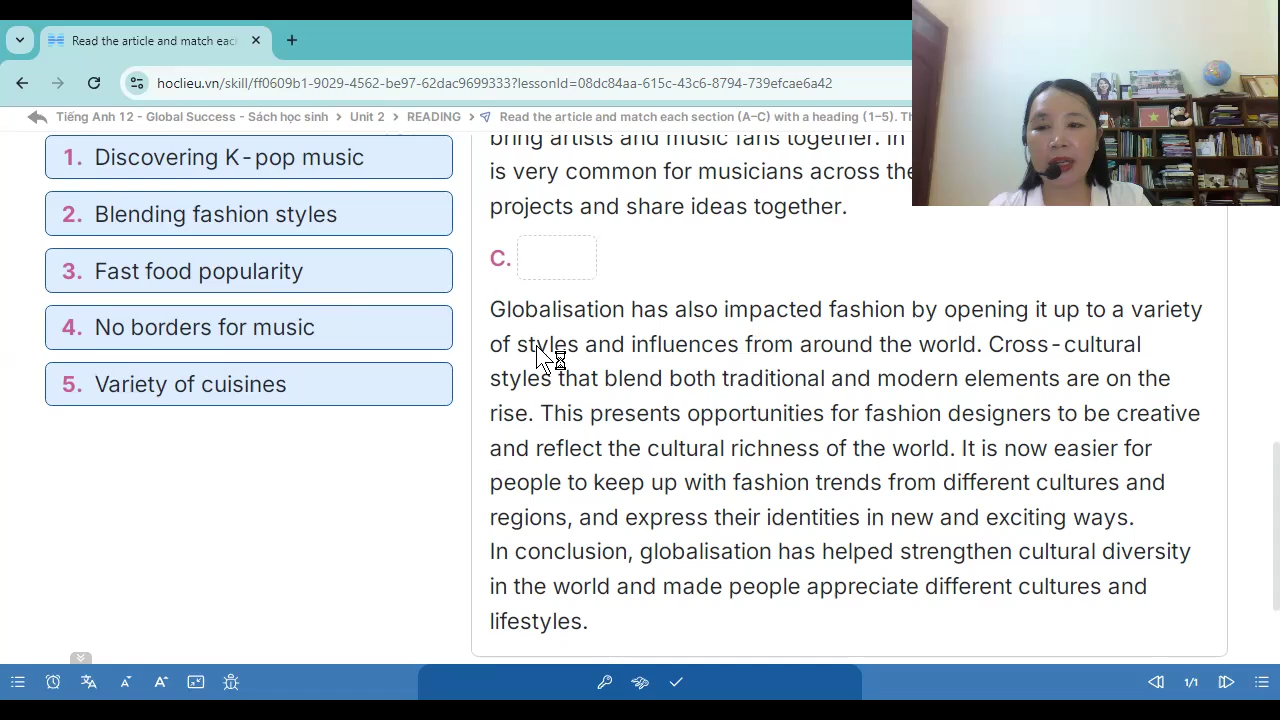 Read the article and match eac
hoclieu.vn/skill/ff0609b1-9029-4562-be97-62dac9699333?lessonId=08dc84aa-615c-43c6-8794-739efcae6a42
Tiếng Anh 12 - Global Success - Sách học sinh > Unit 2 > READING > Read the article and match each section (A–C) with a heading (1–5). Th
1. Discovering K-pop music
2. Blending fashion styles
3. Fast food popularity
4. No borders for music
5. Variety of cuisines
bring artists and music fans together. In
is very common for musicians across the
projects and share ideas together.
C.
Globalisation has also impacted fashion by opening it up to a variety
of styles and influences from around the world. Cross-cultural
styles that blend both traditional and modern elements are on the
rise. This presents opportunities for fashion designers to be creative
and reflect the cultural richness of the world. It is now easier for
people to keep up with fashion trends from different cultures and
regions, and express their identities in new and exciting ways.
In conclusion, globalisation has helped strengthen cultural diversity
in the world and made people appreciate different cultures and
lifestyles.
1/1